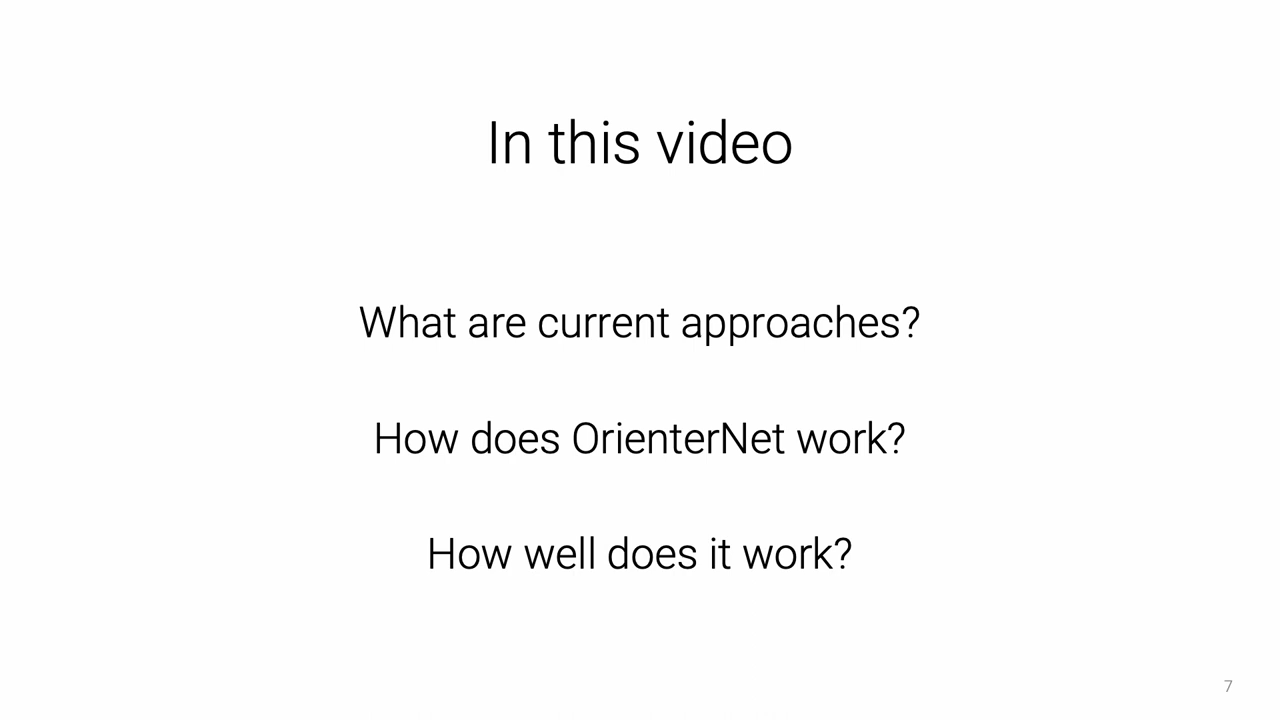 In this video
What are current approaches?
How does OrienterNet work?
How well does it work?
7